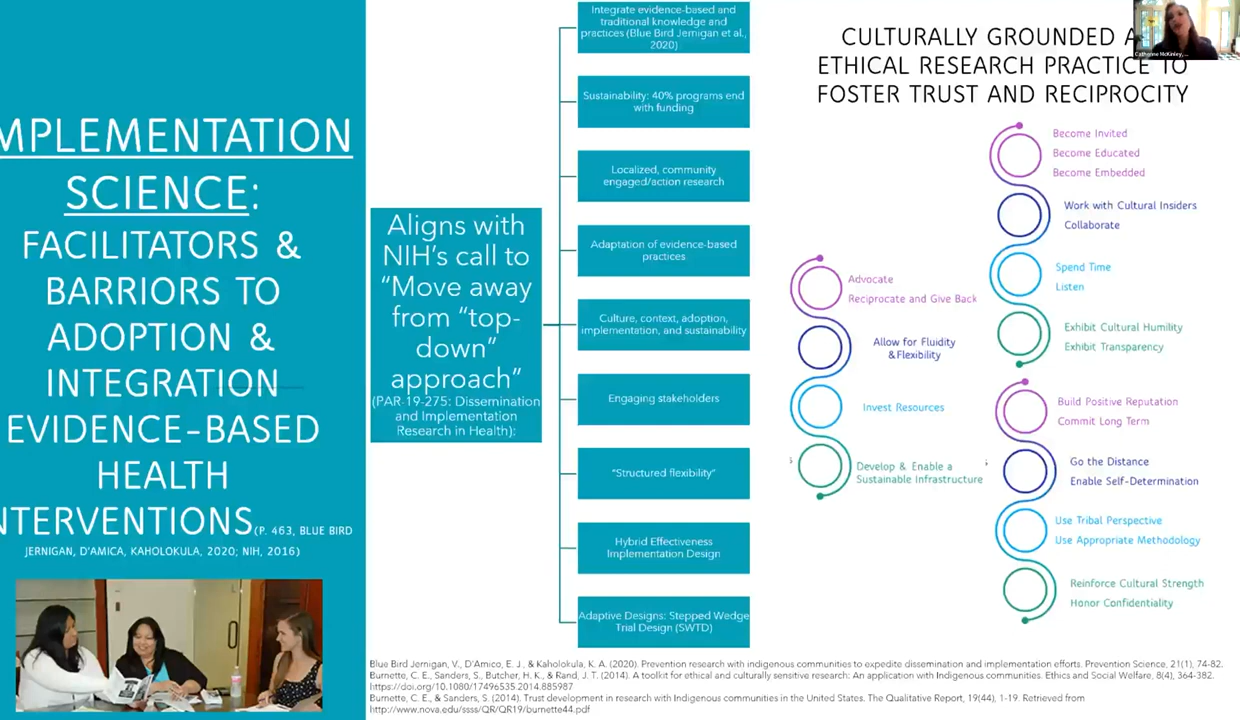 MPLEMENTATION
SCIENCE:
FACILITATORS &
BARRIORS TO
ADOPTION &
INTEGRATION
EVIDENCE-BASED
HEALTH
NTERVENTIONS (P. 463, BLUE BIRD
JERNIGAN, D'AMICA, KAHOLOKULA, 2020; NIH, 2016)
Aligns with
NIH's call to
"Move away
from "top-
down"
approach"
(PAR-19-275: Dissemination
and Implementation
Research in Health):
Integrate evidence-based and
traditional knowledge and
practices (Blue Bird Jernigan et al.,
2020)
Sustainability: 40% programs end
with funding
Localized, community
engaged/action research
Adaptation of evidence-based
practices
Culture, context, adoption,
implementation, and sustainability
Engaging stakeholders
"Structured flexibility"
Hybrid Effectiveness
Implementation Design
Adaptive Designs: Stepped Wedge
Trial Design (SWTD)
CULTURALLY GROUNDED A
ETHICAL RESEARCH PRACTICE TO
FOSTER TRUST AND RECIPROCITY
Catherine McKinley, ...
Advocate
Reciprocate and Give Back
Allow for Fluidity
&Flexibility
Invest Resources
Develop & Enable a
Sustainable Infrastructure
Become Invited
Become Educated
Become Embedded
Work with Cultural Insiders
Collaborate
Spend Time
Listen
Exhibit Cultural Humility
Exhibit Transparency
Build Positive Reputation
Commit Long Term
Go the Distance
Enable Self-Determination
Use Tribal Perspective
Use Appropriate Methodology
Reinforce Cultural Strength
Honor Confidentiality
Blue Bird Jernigan, V., D'Amico, E. J., & Kaholokula, K. A. (2020). Prevention research with indigenous communities to expedite dissemination and implementation efforts. Prevention Science, 21(1), 74-82.
Burnette, C. E., Sanders, S., Butcher, H. K., & Rand, J. T. (2014). A toolkit for ethical and culturally sensitive research: An application with Indigenous communities. Ethics and Social Welfare, 8(4), 364-382.
https://doi.org/10.1080/17496535.2014.885987
Burnette, C. E., & Sanders, S. (2014). Trust development in research with Indigenous communities in the United States. The Qualitative Report, 19(44), 1-19. Retrieved from
http://www.nova.edu/ssss/QR/QR19/burnette44.pdf